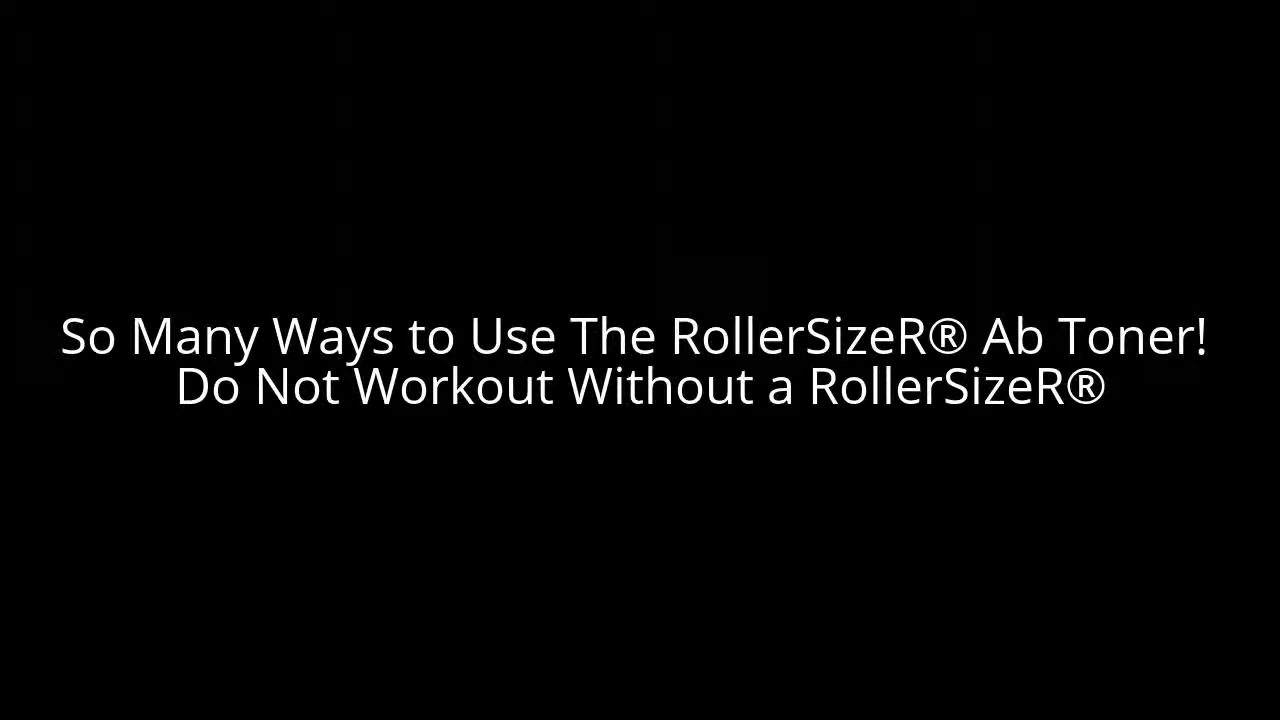 So Many Ways to Use The RollerSizeR® Ab Toner!
Do Not Workout Without a RollerSizeR®